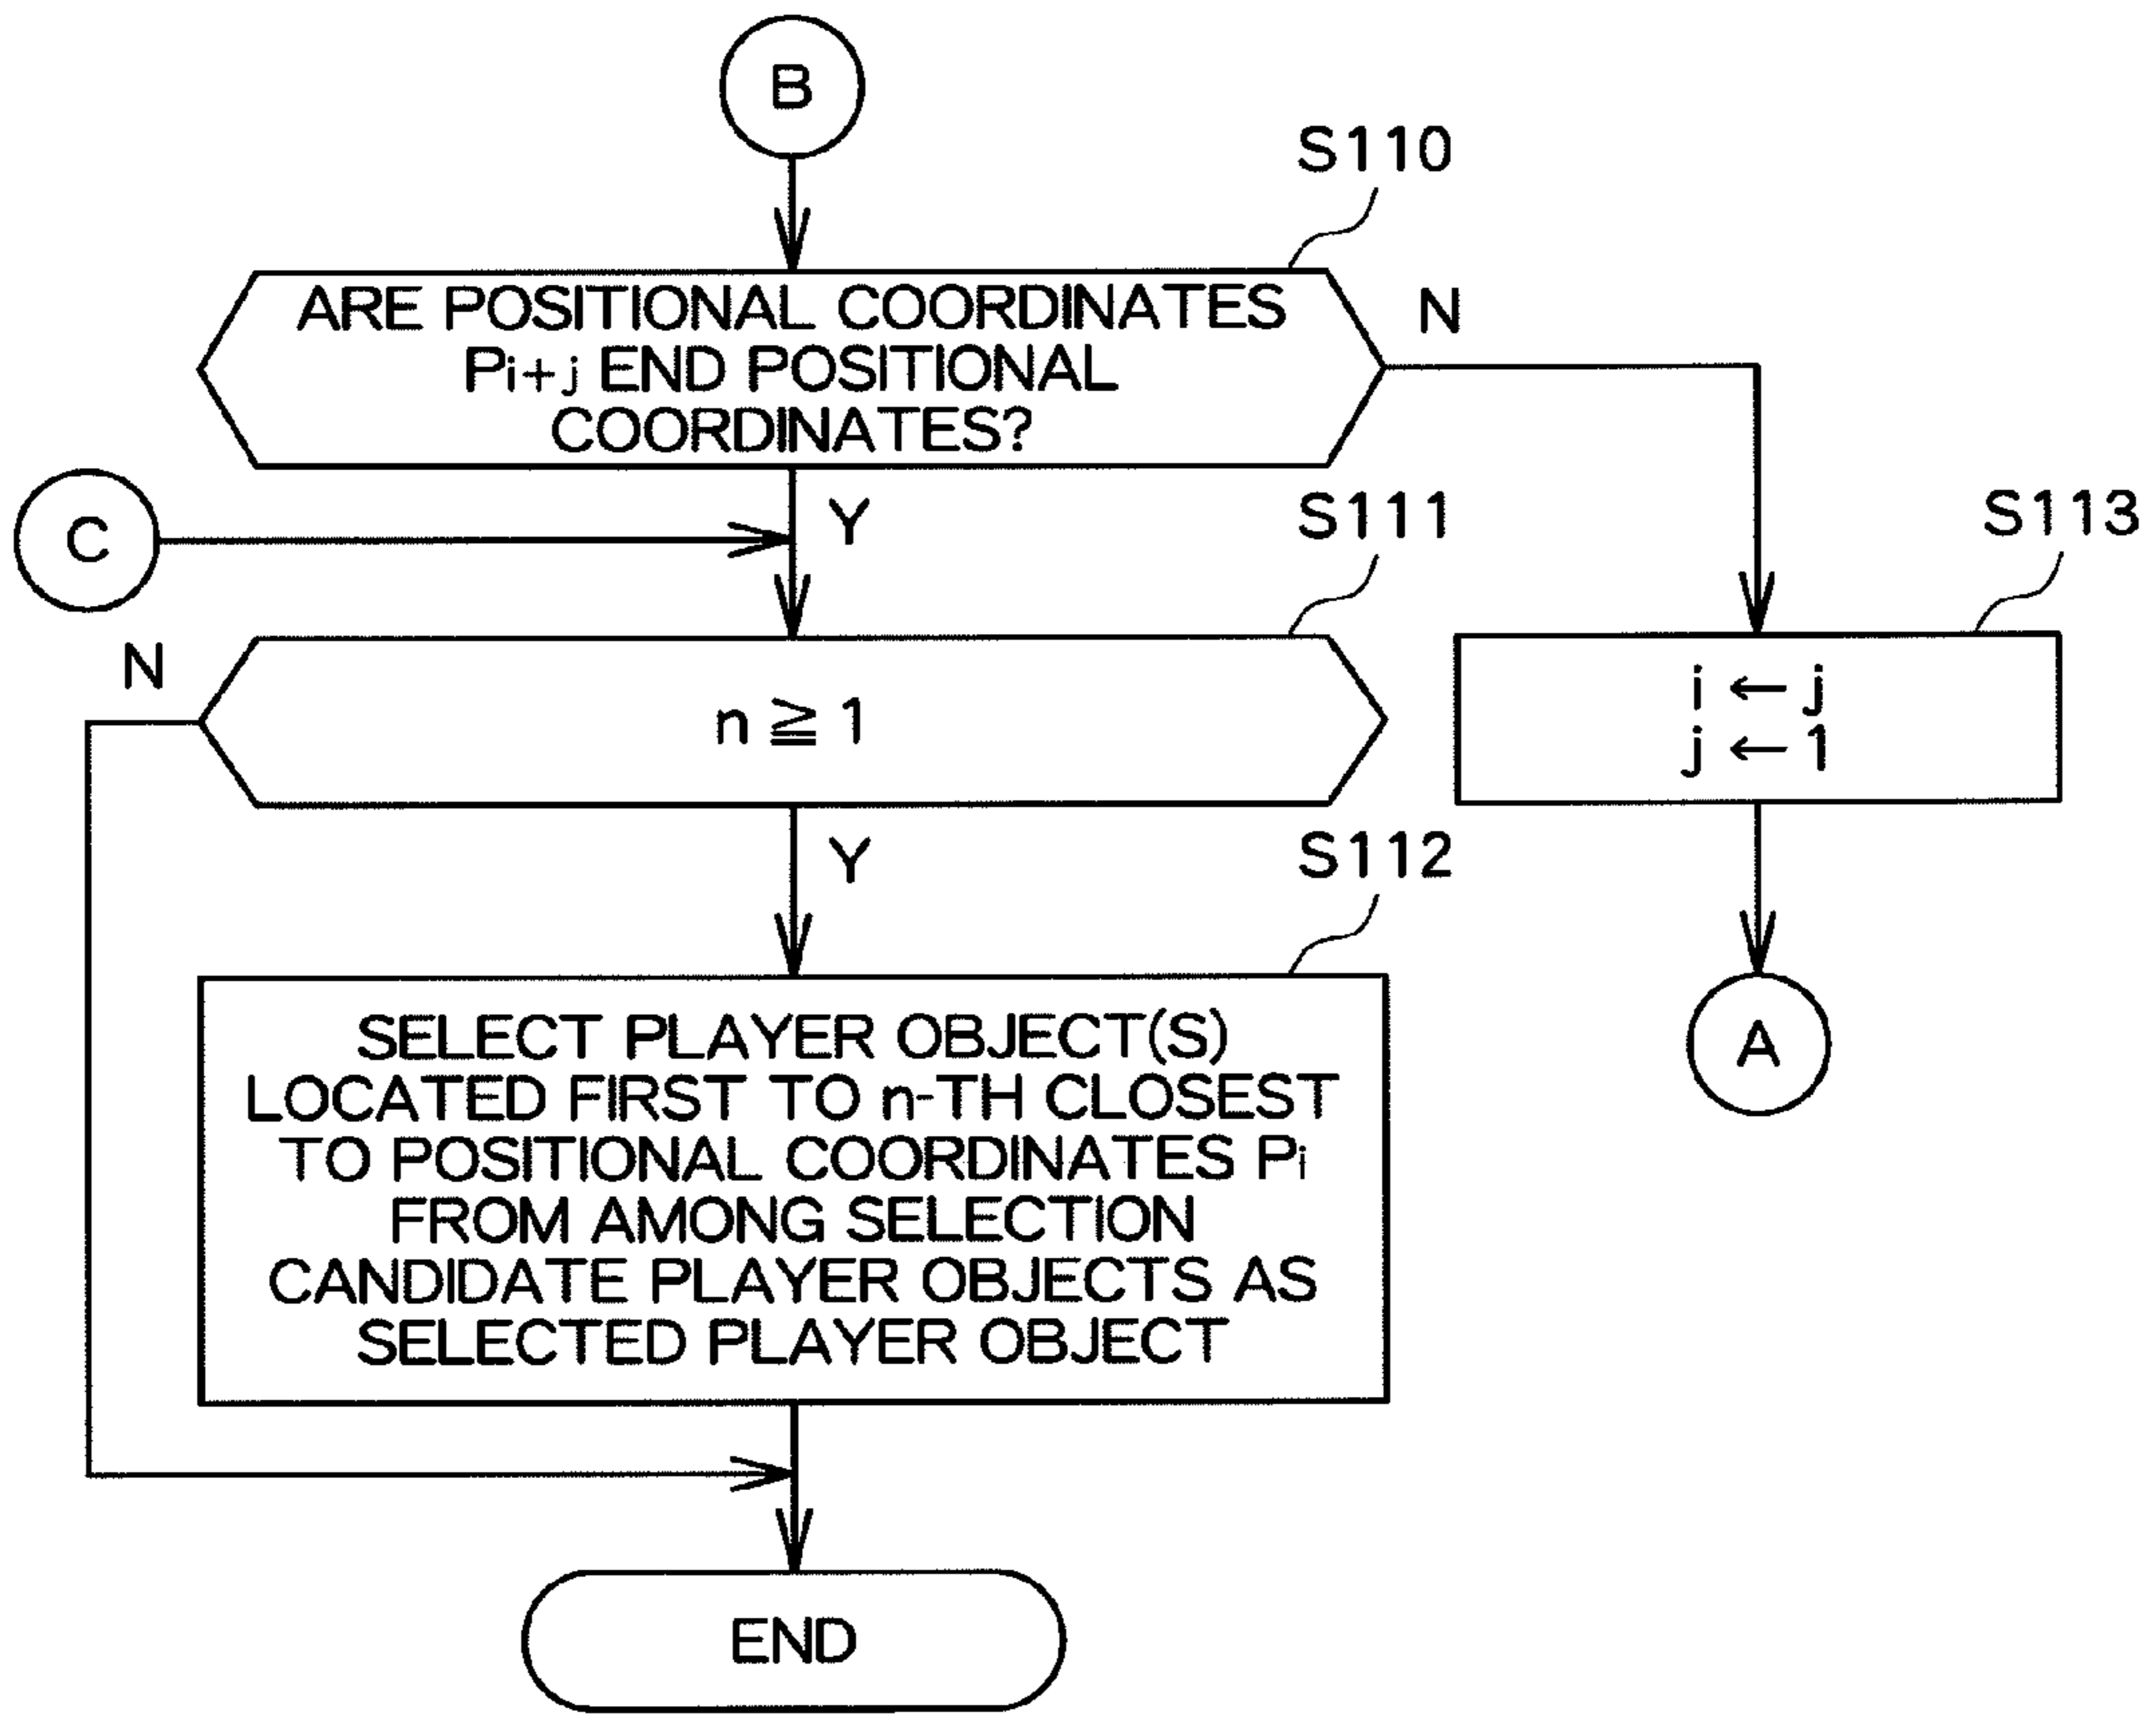 B
S110
ARE POSITIONAL COORDINATES
Pi+j END POSITIONAL
COORDINATES?
N
Y
C
S111
S113
N
n ≧ 1
i ← j
j ← 1
Y
S112
SELECT PLAYER OBJECT(S)
LOCATED FIRST TO n-TH CLOSEST
TO POSITIONAL COORDINATES Pi
FROM AMONG SELECTION
CANDIDATE PLAYER OBJECTS AS
SELECTED PLAYER OBJECT
A
END